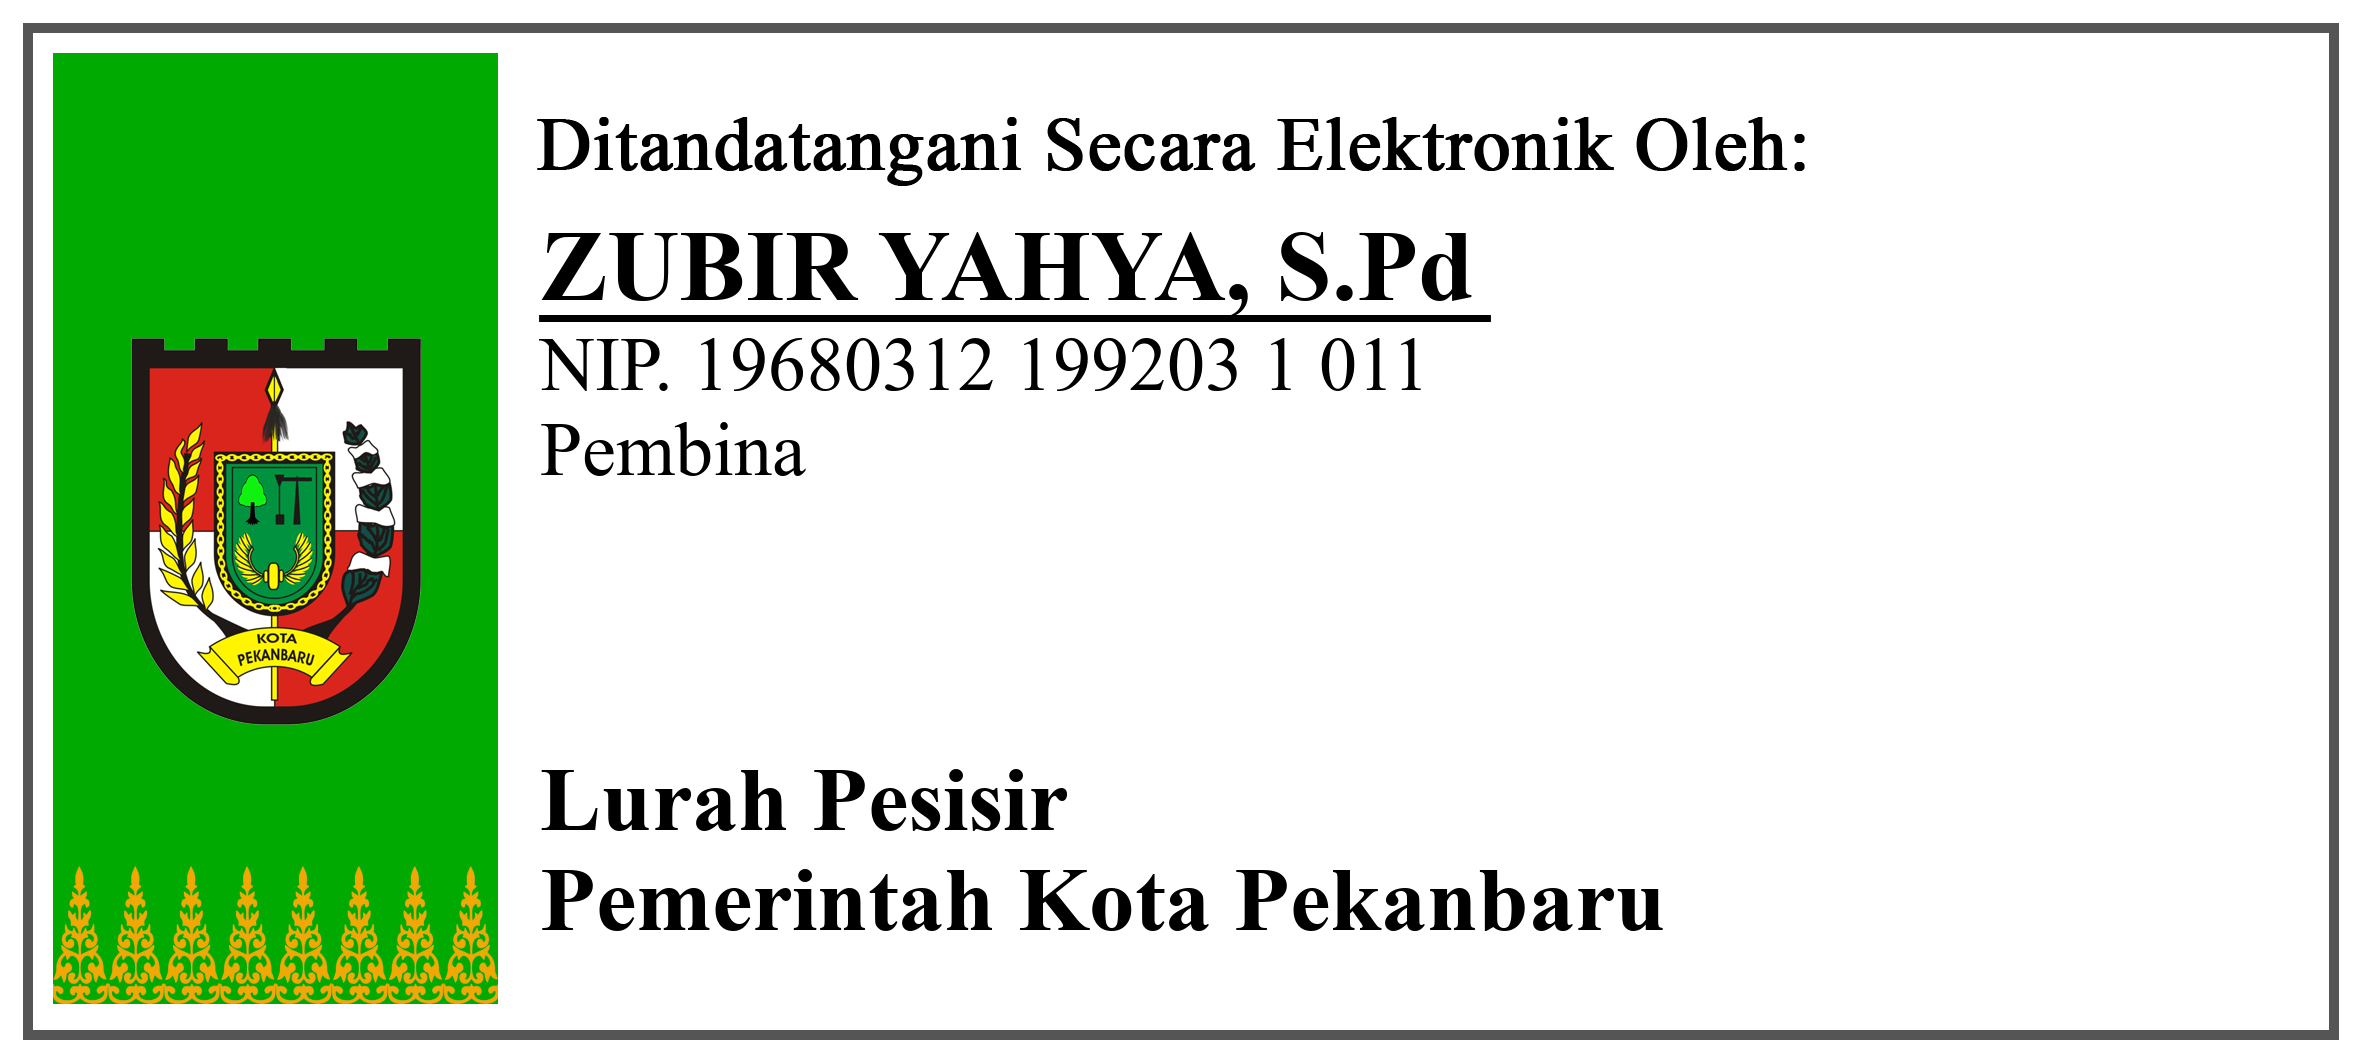 Ditandatangani Secara Elektronik Oleh:
ZUBIR YAHYA, S.Pd
NIP. 19680312 199203 1 011
Pembina
KOTA
PEKANBARU
Lurah Pesisir
Pemerintah Kota Pekanbaru